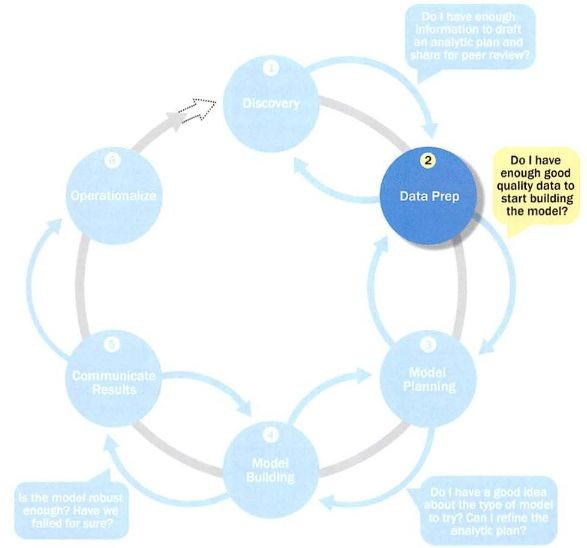 Do I have enough
information to draft
an analytic plan and
share for peer review?
1
Discovery
2
Data Prep
Do I have
enough good
quality data to
start building
the model?
3
Model
Planning
Do I have a good idea
about the type of model
to try? Can I refine the
analytic plan?
4
Model
Building
Is the model robust
enough? Have we
failed for sure?
5
Communicate
Results
6
Operationalize